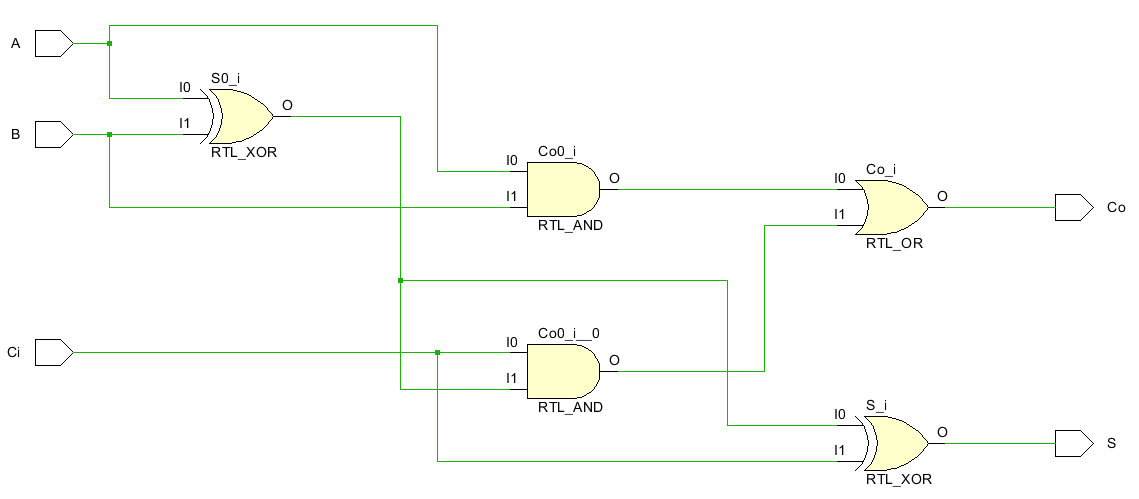 A
S0_i
I0
O
I1
B
RTL_XOR
Co0_i
I0
O
I1
RTL_AND
Co_i
I0
O
I1
Co
RTL_OR
Ci
Co0_i__0
I0
O
I1
RTL_AND
S_i
I0
O
I1
S
RTL_XOR